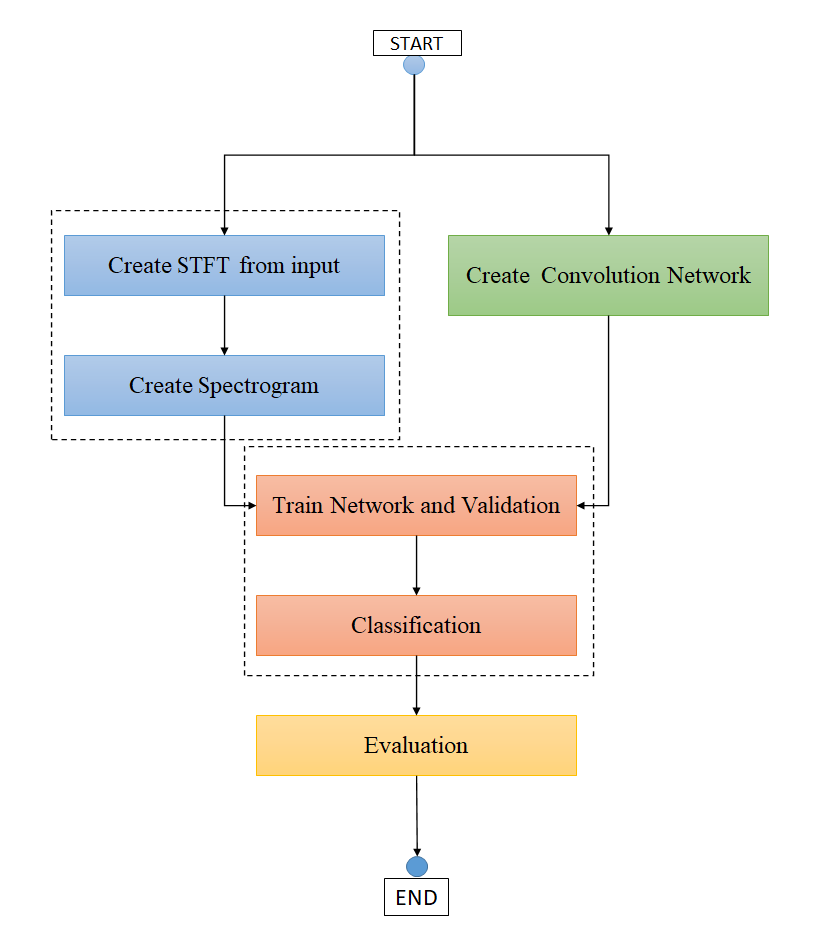 START
Create STFT from input
Create Convolution Network
Create Spectrogram
Train Network and Validation
Classification
Evaluation
END